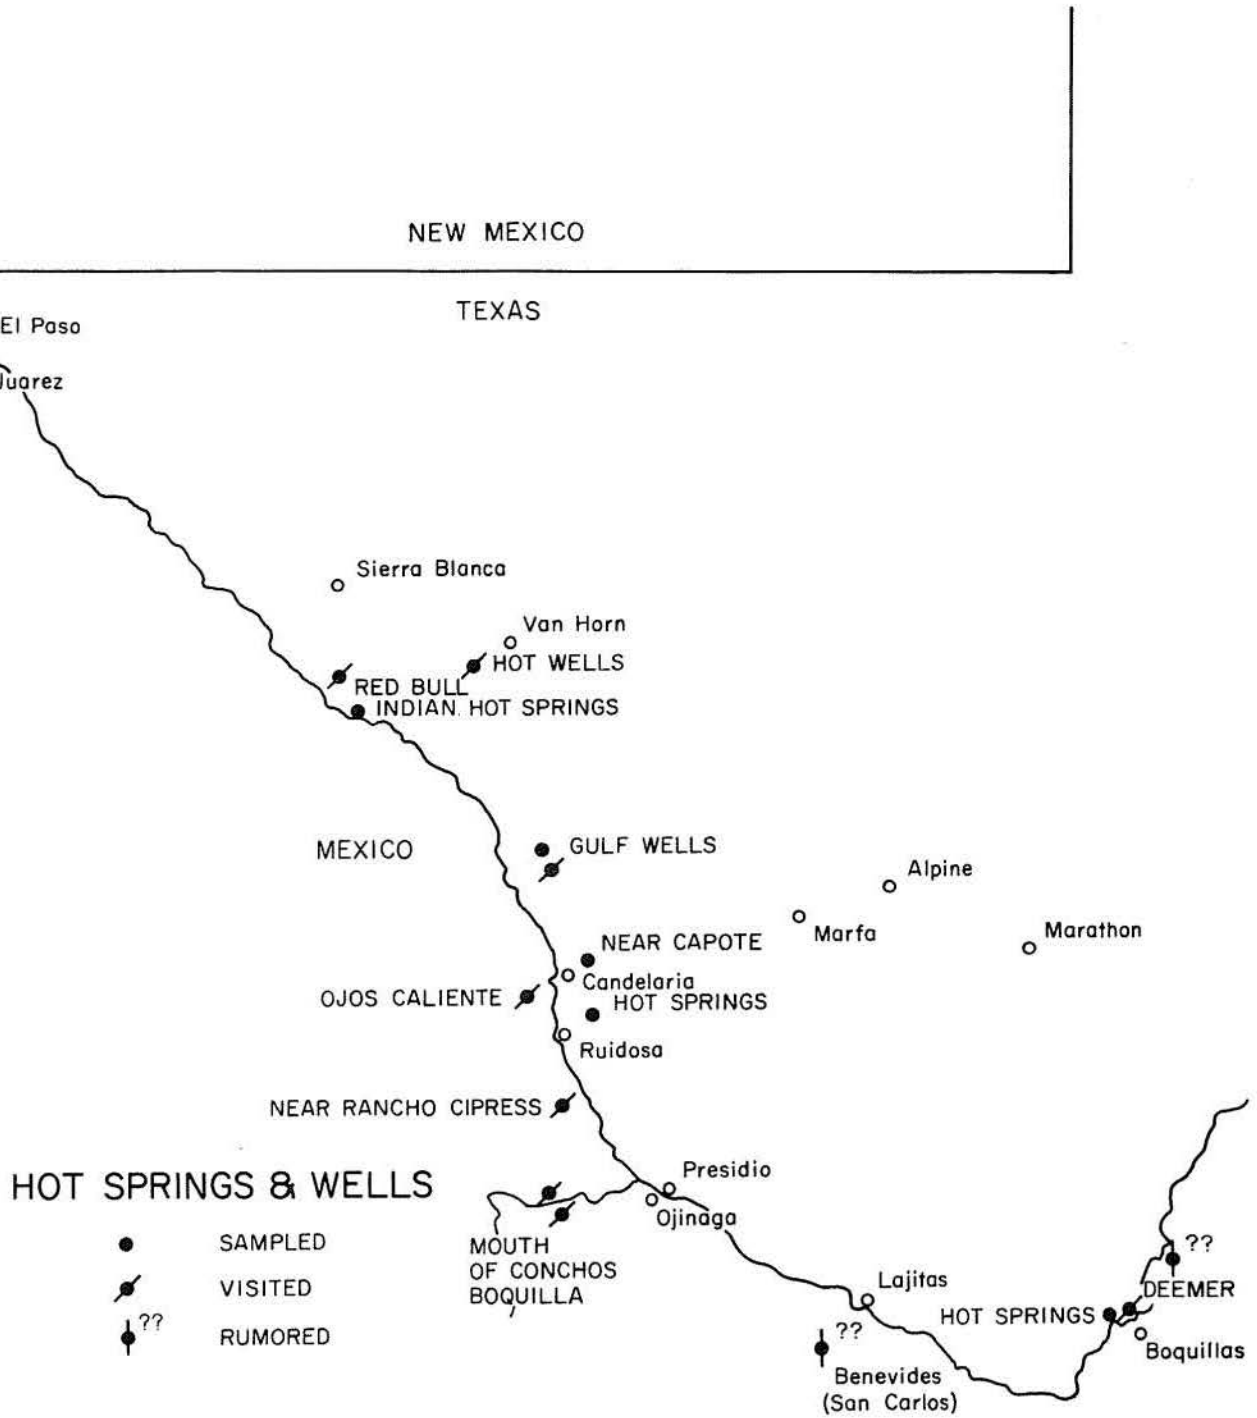 NEW MEXICO
TEXAS
El Paso
Juarez
Sierra Blanca
Van Horn
HOT WELLS
RED BULL
INDIAN. HOT SPRINGS
MEXICO
GULF WELLS
Alpine
Marfa
Marathon
NEAR CAPOTE
Candelaria
OJOS CALIENTE
HOT SPRINGS
Ruidosa
NEAR RANCHO CIPRESS
Presidio
Ojinaga
HOT SPRINGS & WELLS
SAMPLED
VISITED
?? RUMORED
MOUTH
OF CONCHOS
BOQUILLA
??
Lajitas
DEEMER
HOT SPRINGS
Boquillas
??
Benevides
(San Carlos)